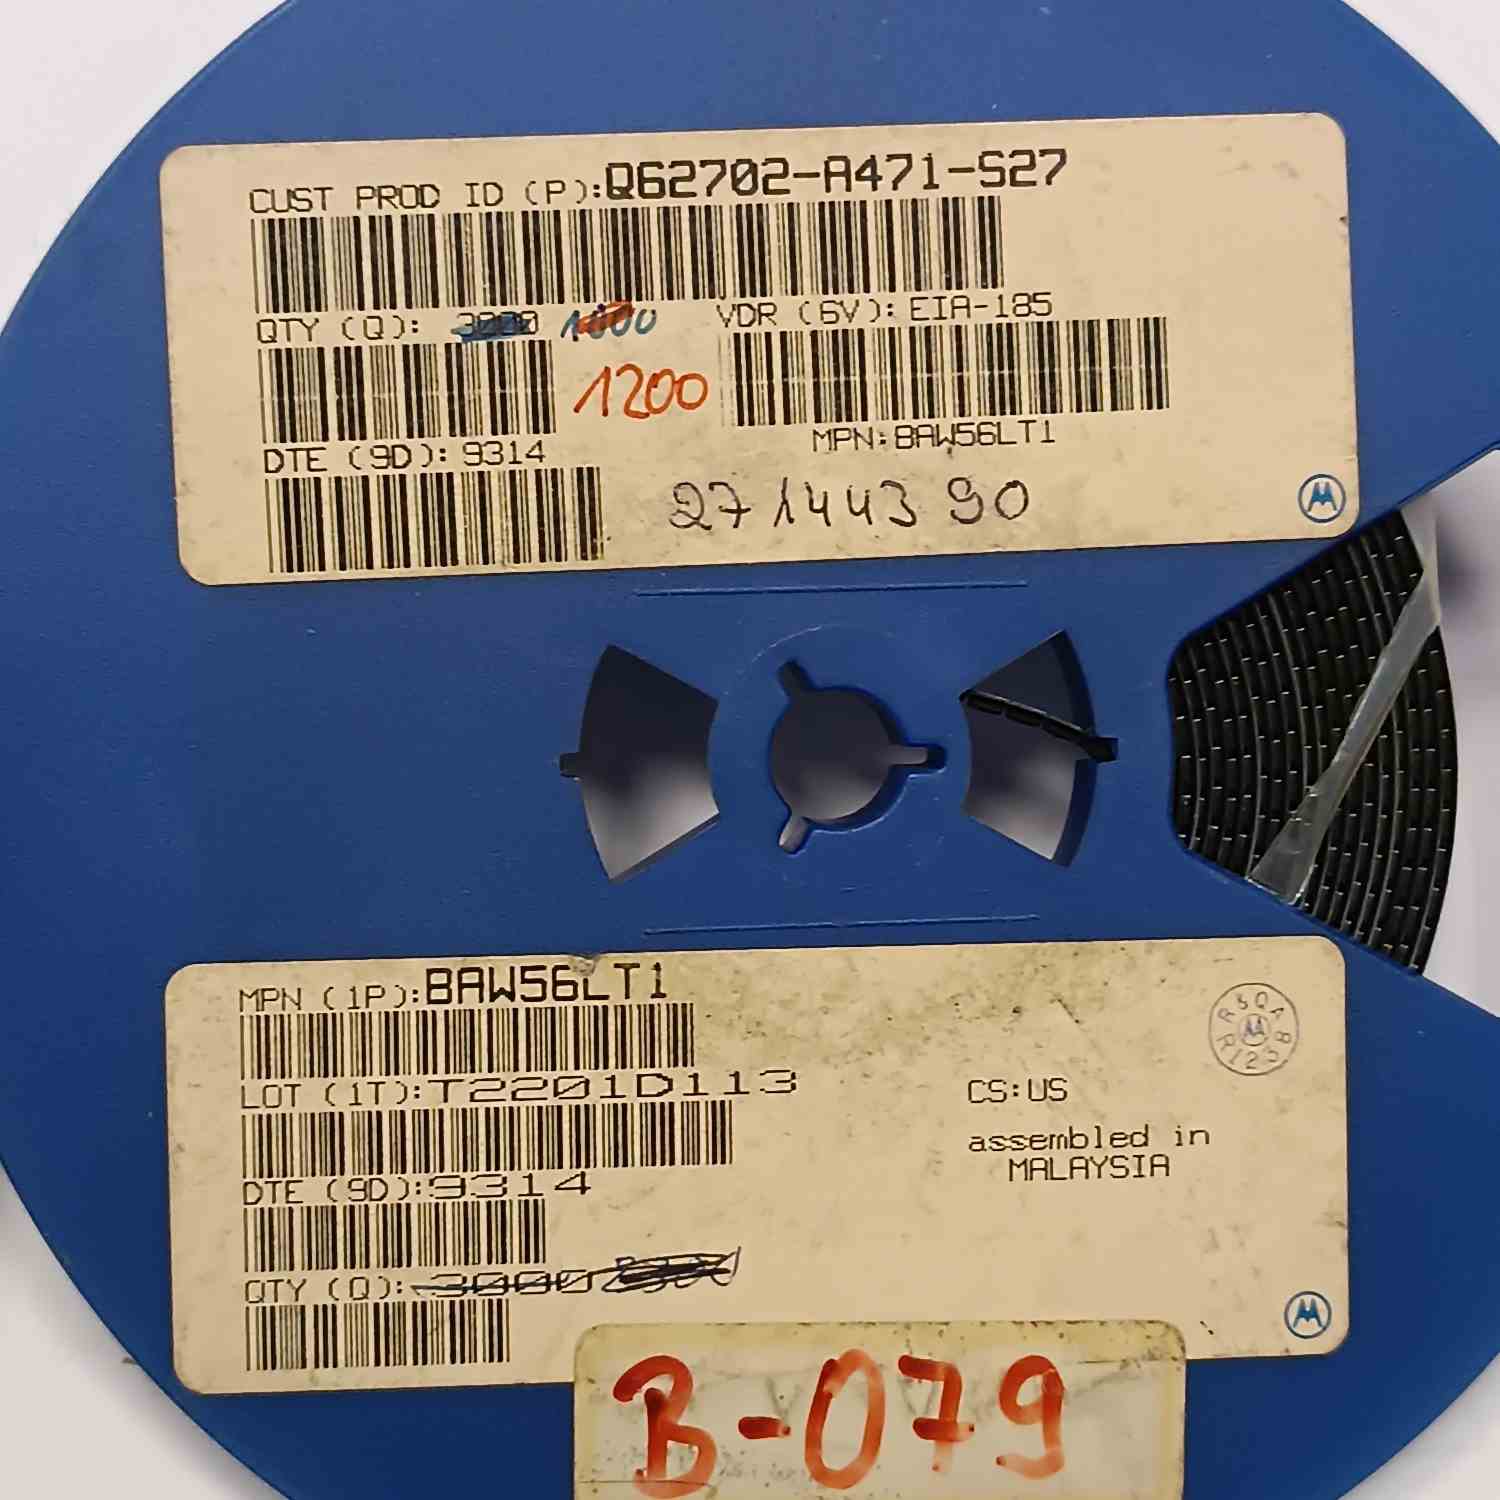 CUST PROD ID (P):Q62702-A471-S27
QTY (Q): 3000 1000 VDR (6V): EIA-185
1200
MPN:BAW56LT1
DTE (9D): 9314
27 1443 90
MPN (1P):BAW56LT1
LOT (1T):T2201D113
CS:US
assembled in
MALAYSIA
DTE (9D):9314
QTY (Q):3000
RSQAB
R123
B-079